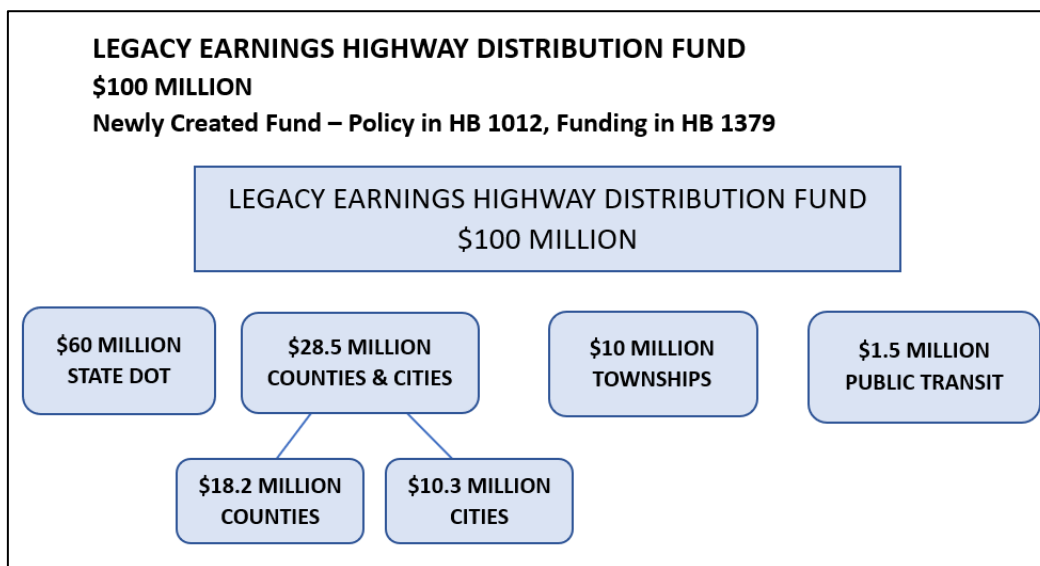 LEGACY EARNINGS HIGHWAY DISTRIBUTION FUND
$100 MILLION
Newly Created Fund – Policy in HB 1012, Funding in HB 1379
LEGACY EARNINGS HIGHWAY DISTRIBUTION FUND
$100 MILLION
$60 MILLION
STATE DOT
$28.5 MILLION
COUNTIES & CITIES
$10 MILLION
TOWNSHIPS
$1.5 MILLION
PUBLIC TRANSIT
$18.2 MILLION
COUNTIES
$10.3 MILLION
CITIES